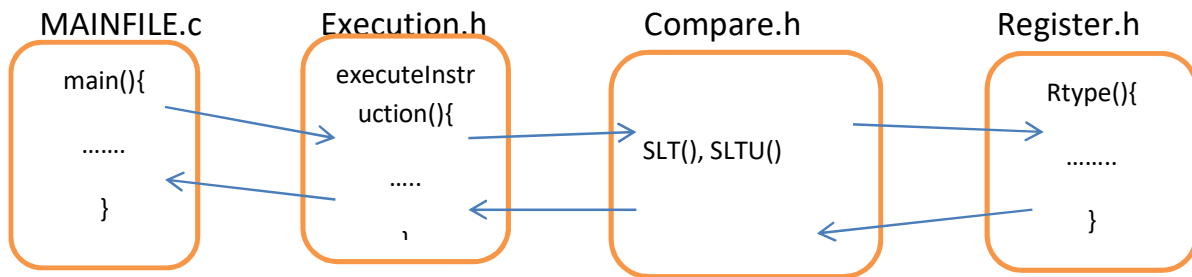 MAINFILE.c
Execution.h
Compare.h
Register.h
main(){
.......
}
executeInstr
uction(){
.....
}
SLT(), SLTU()
Rtype(){
........
}